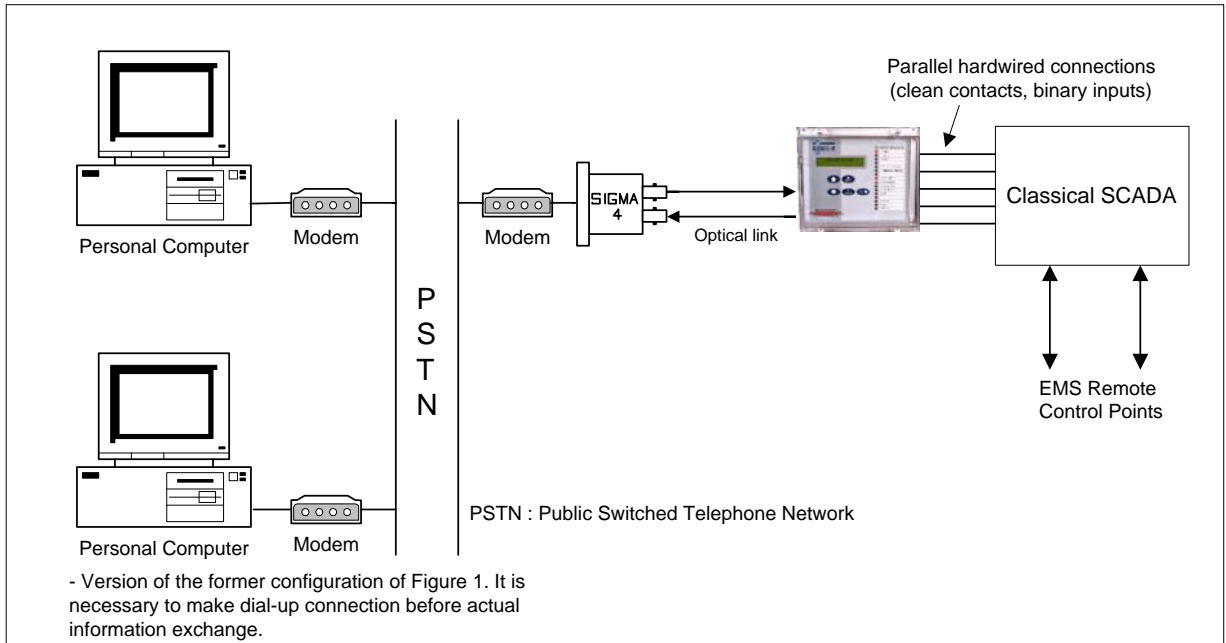 Parallel hardwired connections
(clean contacts, binary inputs)
Classical SCADA
SIGMA
4
Optical link
Personal Computer
Modem
Modem
P
S
T
N
EMS Remote
Control Points
PSTN : Public Switched Telephone Network
Personal Computer
Modem
- Version of the former configuration of Figure 1. It is
necessary to make dial-up connection before actual
information exchange.